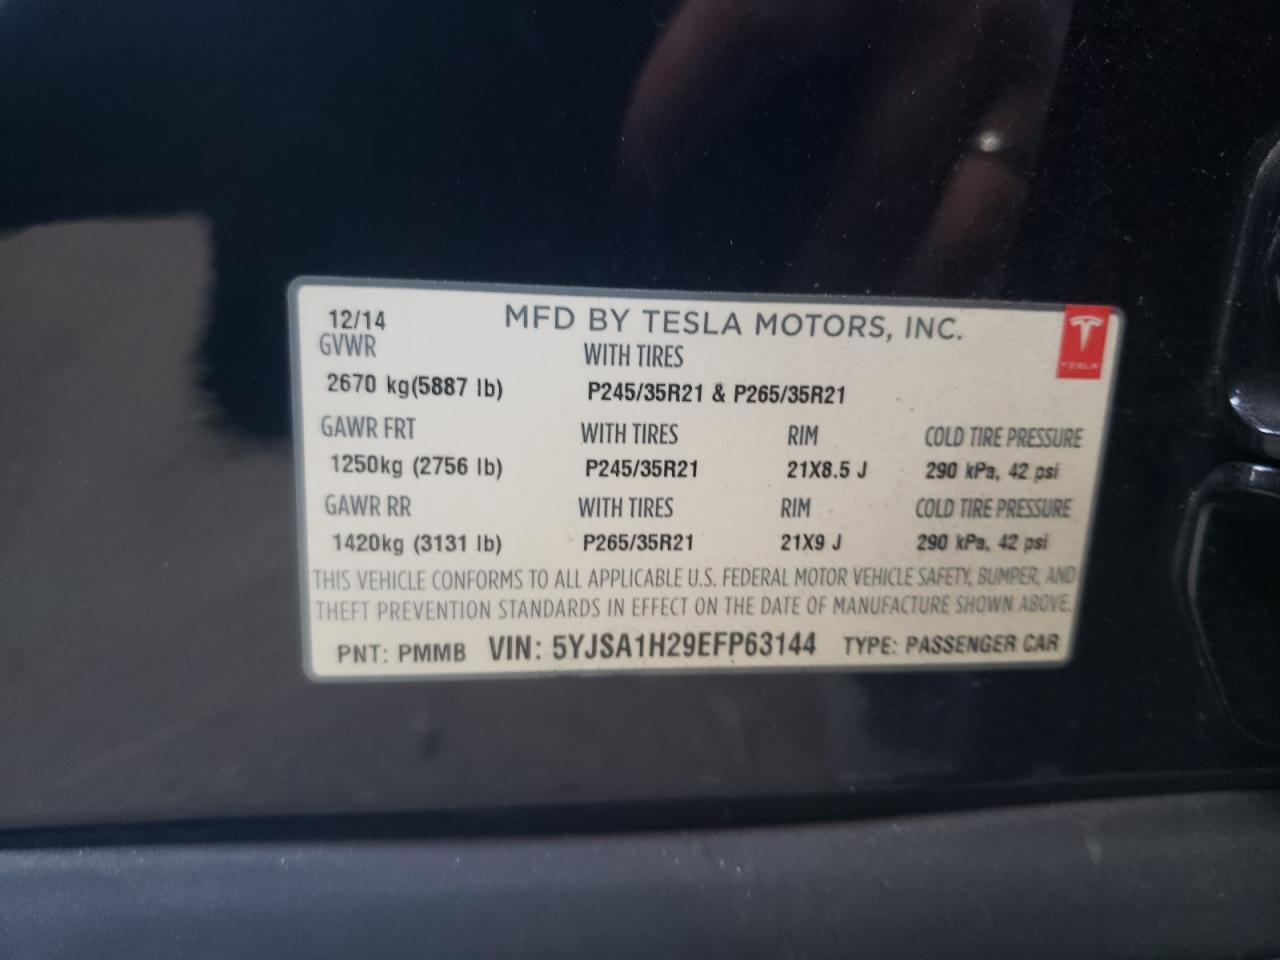 12/14 MFD BY TESLA MOTORS, INC.
TESLA
GVWR WITH TIRES
2670 kg(5887 lb) P245/35R21 & P265/35R21
GAWR FRT WITH TIRES RIM COLD TIRE PRESSURE
1250kg (2756 lb) P245/35R21 21X8.5 J 290 kPa, 42 psi
GAWR RR WITH TIRES RIM COLD TIRE PRESSURE
1420kg (3131 lb) P265/35R21 21X9 J 290 kPa, 42 psi
THIS VEHICLE CONFORMS TO ALL APPLICABLE U.S. FEDERAL MOTOR VEHICLE SAFETY, BUMPER, AND
THEFT PREVENTION STANDARDS IN EFFECT ON THE DATE OF MANUFACTURE SHOWN ABOVE.
PNT: PMMB VIN: 5YJSA1H29EFP63144 TYPE: PASSENGER CAR